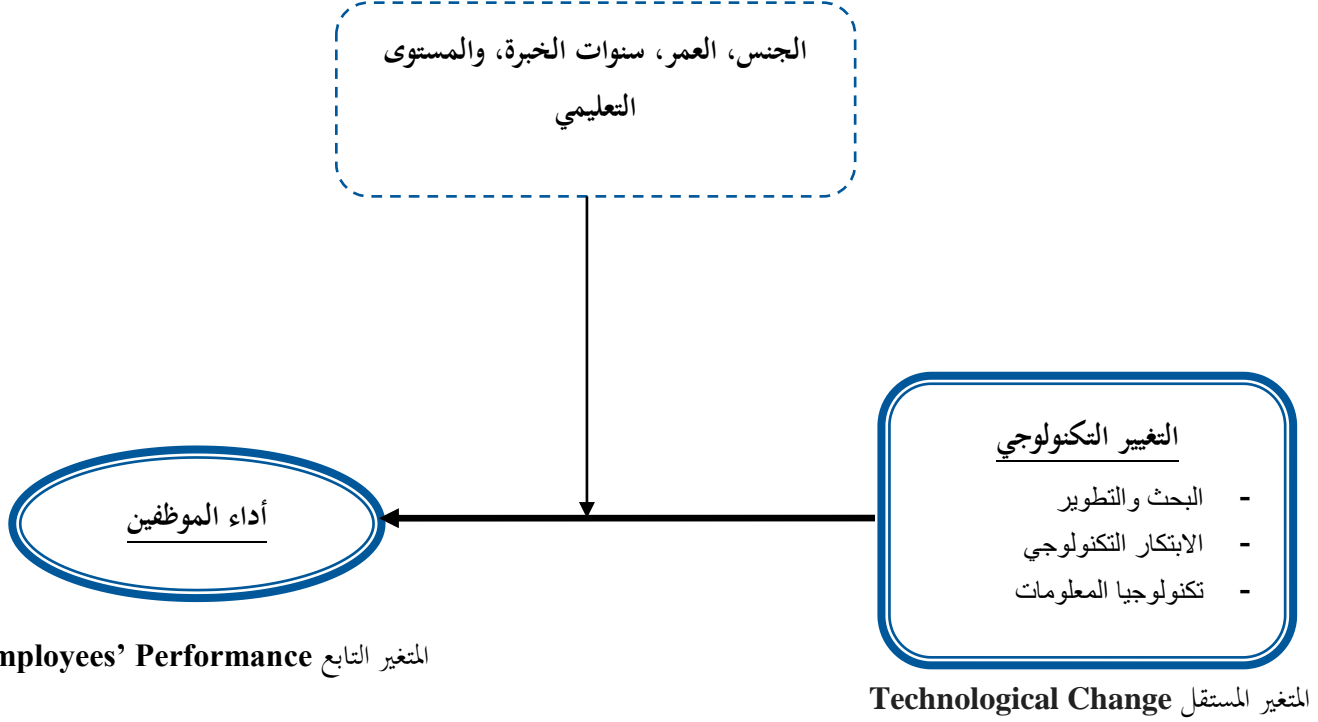 الجنس، العمر، سنوات الخبرة، والمستوى
التعليمي
التغيير التكنولوجي
- البحث والتطوير
- الابتكار التكنولوجي
- تكنولوجيا المعلومات
أداء الموظفين
المتغير التابع mployees’ Performance
المتغير المستقل Technological Change